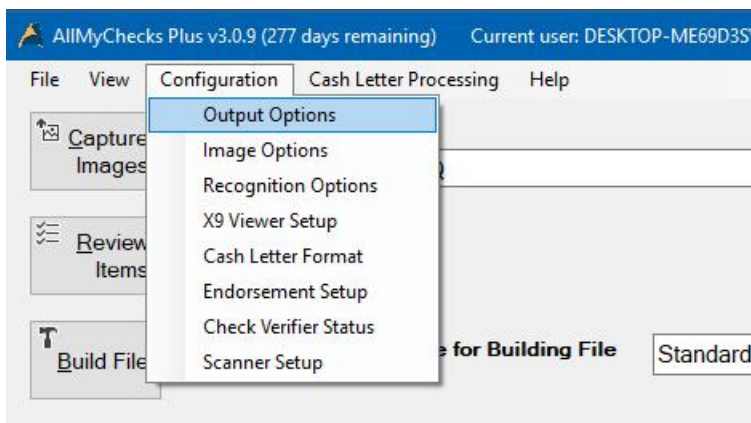 AllMyChecks Plus v3.0.9 (277 days remaining) Current user:
File View Configuration Cash Letter Processing Help
Output Options
Capture
Images
Image Options
Recognition Options
X9 Viewer Setup
Review
Items
Cash Letter Format
Endorsement Setup
Check Verifier Status
Build File
for Building File
Standard
Scanner Setup